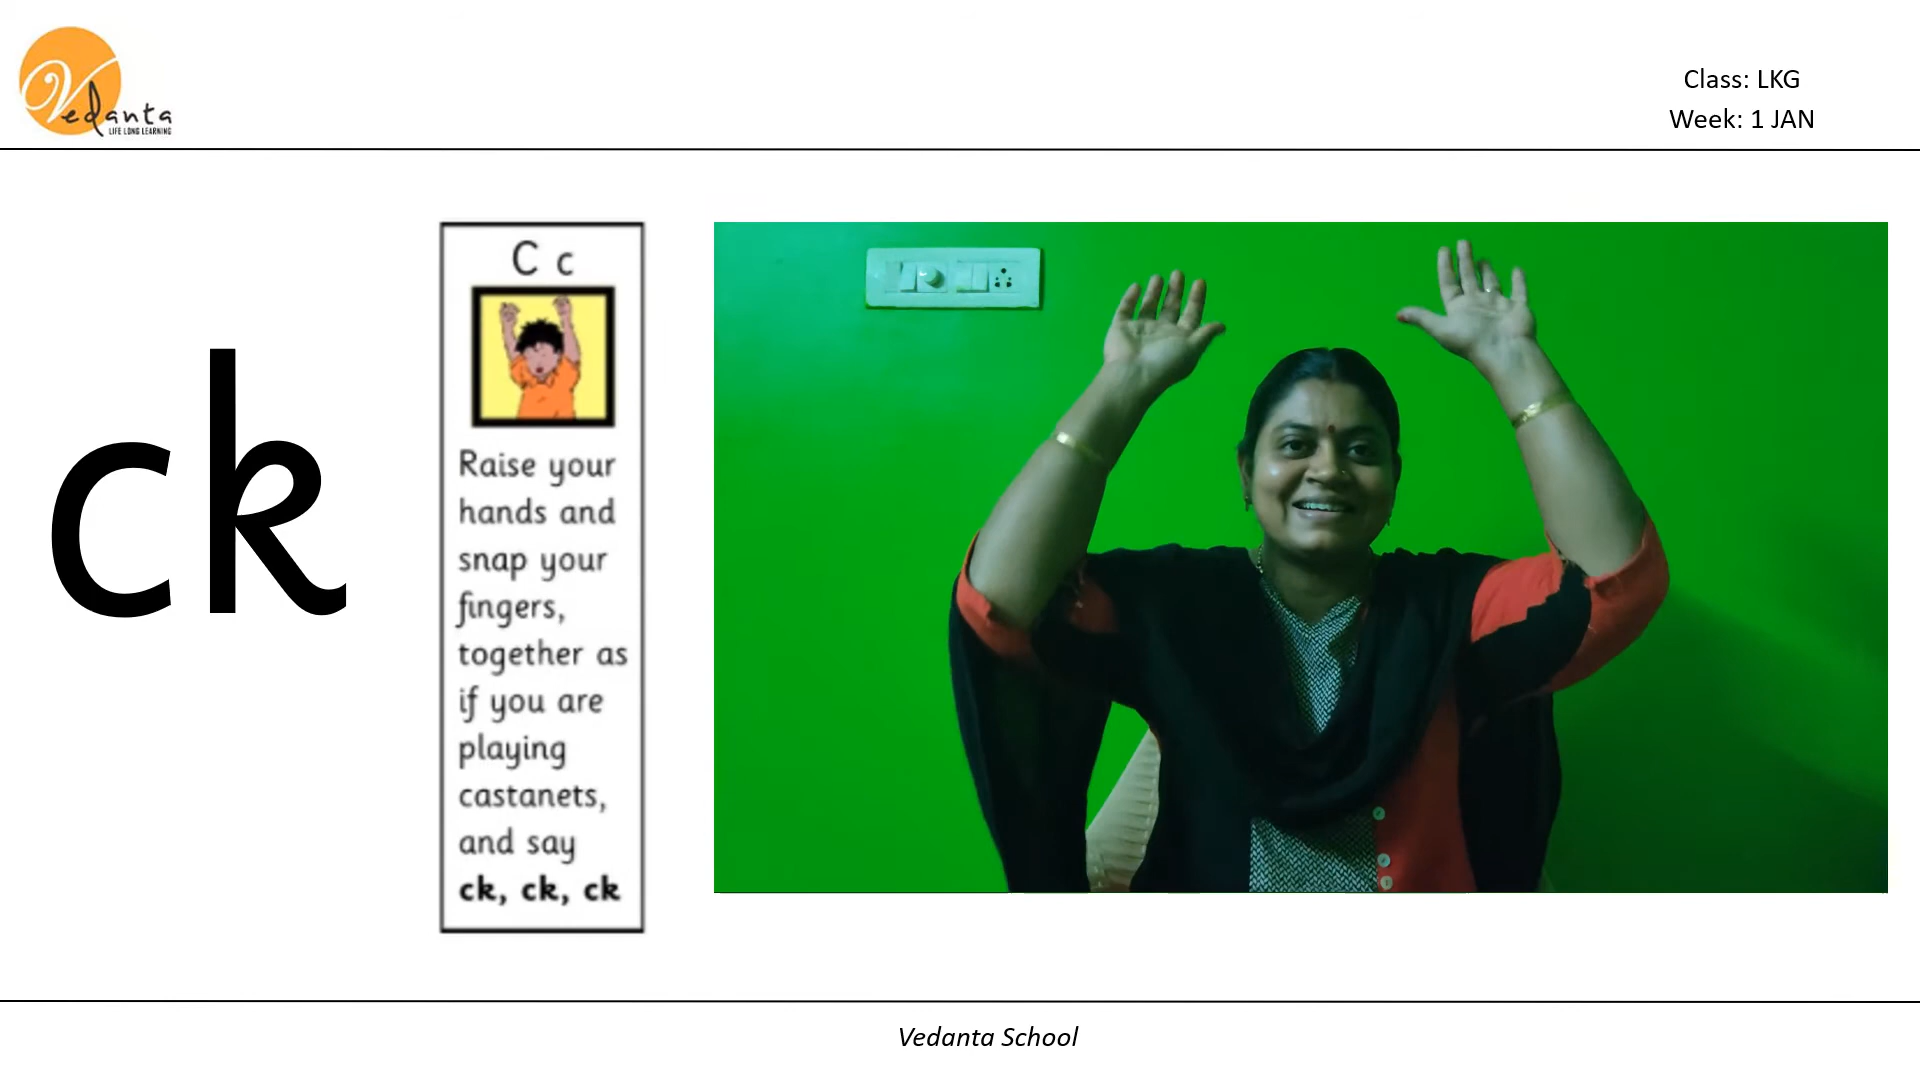 Vedanta
LIFE LONG LEARNING
Class: LKG
Week: 1 JAN
ck
C c
Raise your
hands and
snap your
fingers,
together as
if you are
playing
castanets,
and say
ck, ck, ck
Vedanta School